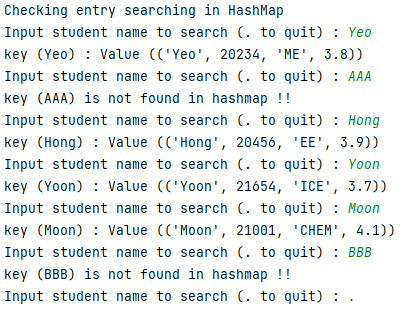 Checking entry searching in HashMap
Input student name to search (. to quit) : Yeo
key (Yeo) : Value (('Yeo', 20234, 'ME', 3.8))
Input student name to search (. to quit) : AAA
key (AAA) is not found in hashmap !!
Input student name to search (. to quit) : Hong
key (Hong) : Value (('Hong', 20456, 'EE', 3.9))
Input student name to search (. to quit) : Yoon
key (Yoon) : Value (('Yoon', 21654, 'ICE', 3.7))
Input student name to search (. to quit) : Moon
key (Moon) : Value (('Moon', 21001, 'CHEM', 4.1))
Input student name to search (. to quit) : BBB
key (BBB) is not found in hashmap !!
Input student name to search (. to quit) : .